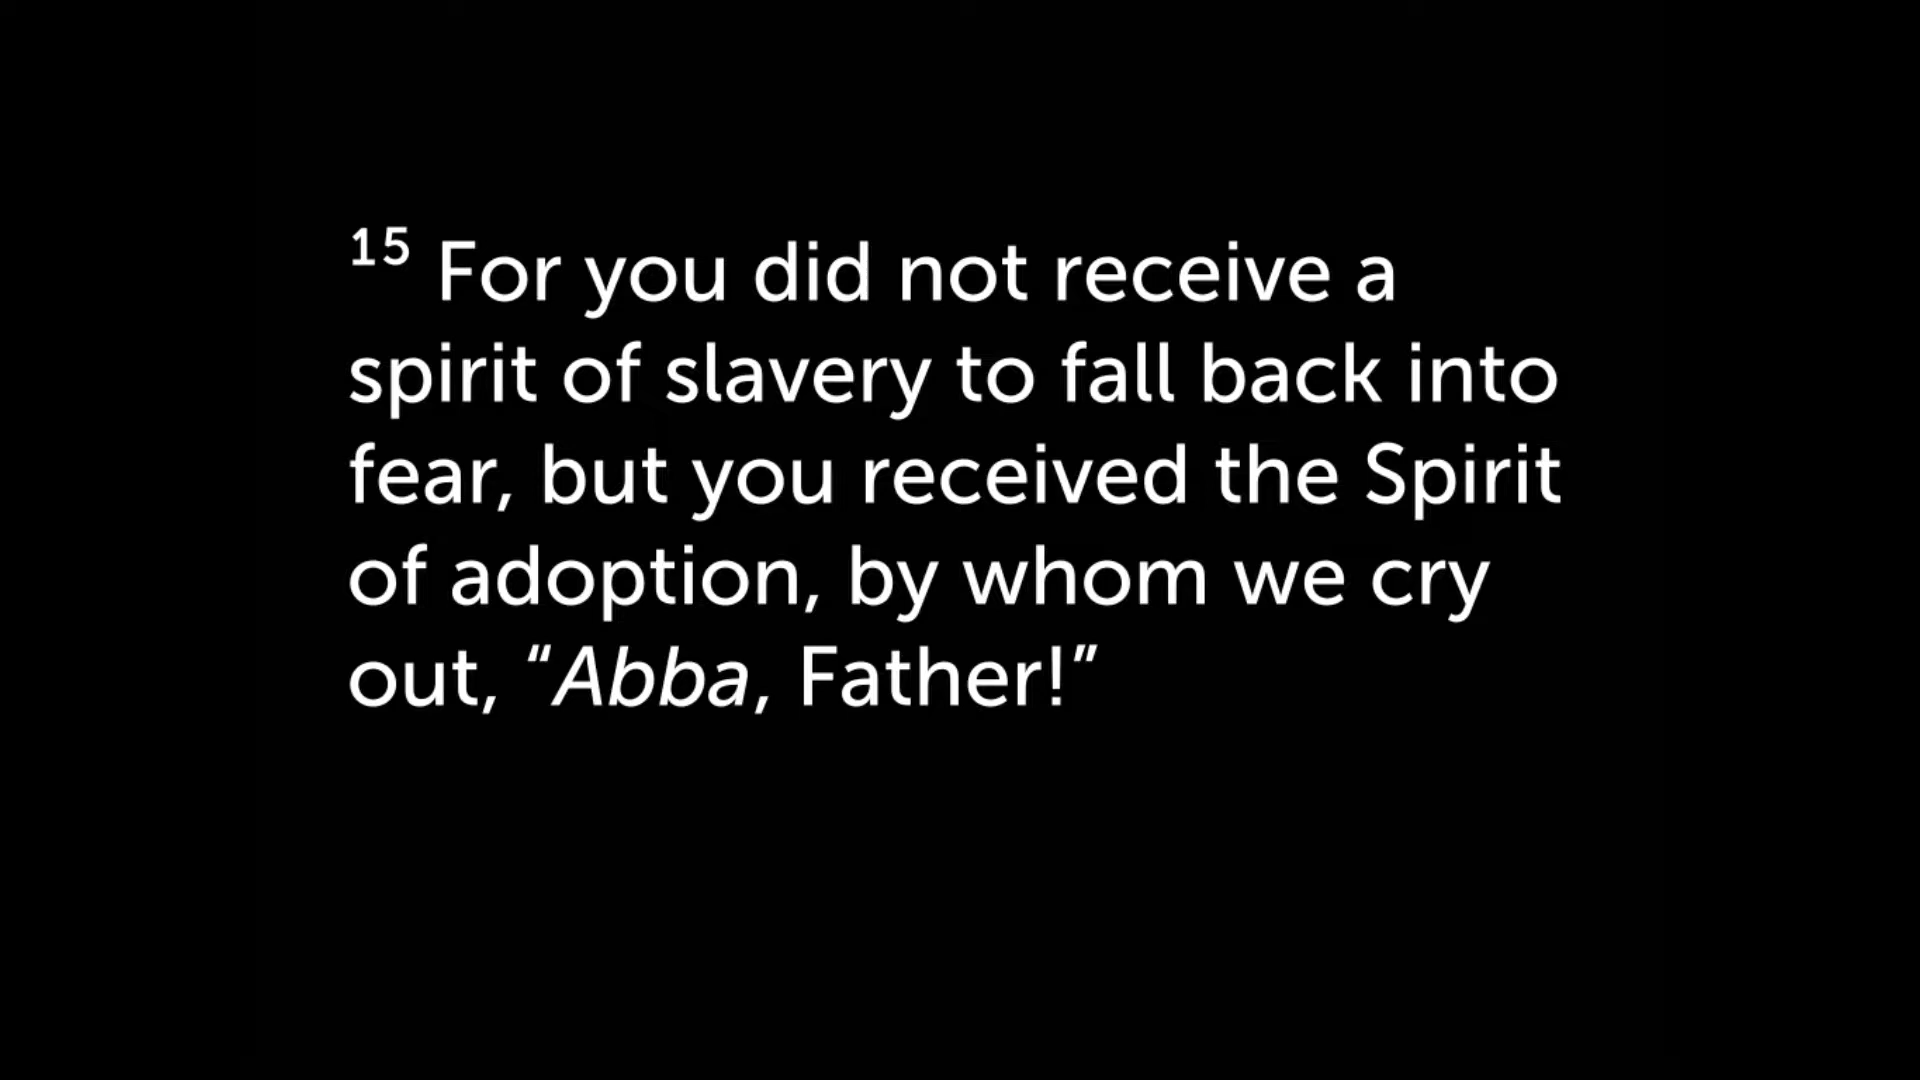 15 For you did not receive a
spirit of slavery to fall back into
fear, but you received the Spirit
of adoption, by whom we cry
out, “Abba, Father!”